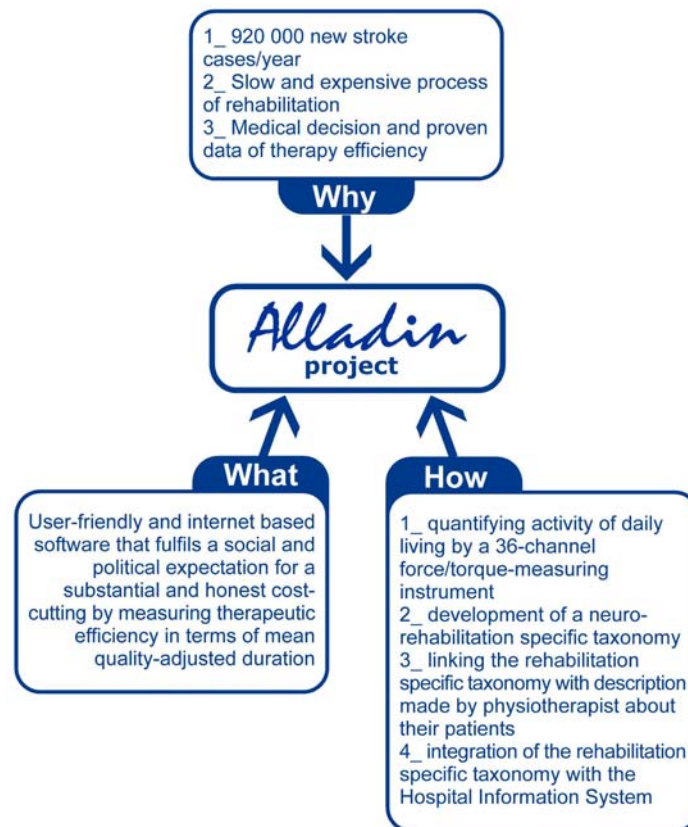 1_ 920 000 new stroke
cases/year
2_ Slow and expensive process
of rehabilitation
3_ Medical decision and proven
data of therapy efficiency
Why
Alladin
project
What
User-friendly and internet based
software that fulfils a social and
political expectation for a
substantial and honest cost-
cutting by measuring therapeutic
efficiency in terms of mean
quality-adjusted duration
How
1_ quantifying activity of daily
living by a 36-channel
force/torque-measuring
instrument
2_ development of a neuro-
rehabilitation specific taxonomy
3_ linking the rehabilitation
specific taxonomy with description
made by physiotherapist about
their patients
4_ integration of the rehabilitation
specific taxonomy with the
Hospital Information System